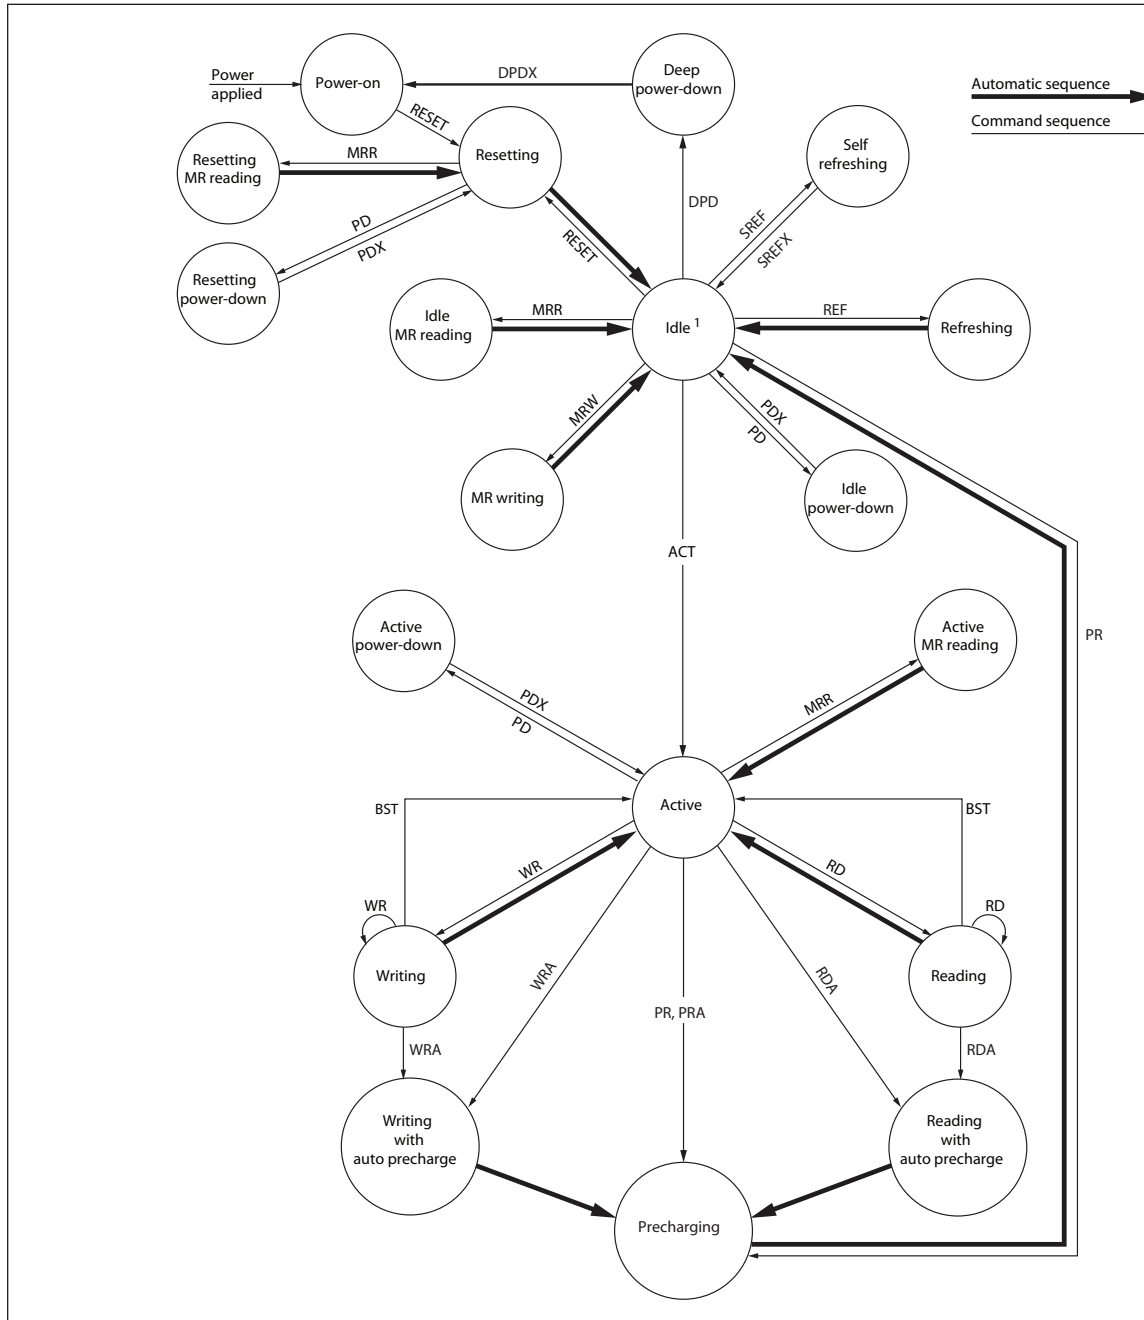 Power
applied
Power-on
DPDX
Deep
power-down
Automatic sequence
Command sequence
RESET
Resetting
MR reading
MRR
Resetting
Self
refreshing
PD
PDX
DPD
SREF
SREFX
RESET
Resetting
power-down
Idle
MR reading
MRR
Idle 1
REF
Refreshing
MRW
PDX
PD
MR writing
Idle
power-down
ACT
Active
power-down
Active
MR reading
PR
PDX
PD
MRR
BST
Active
BST
WR
RD
WR
RD
Writing
Reading
WRA
RDA
PR, PRA
WRA
RDA
Writing
with
auto precharge
Reading
with
auto precharge
Precharging